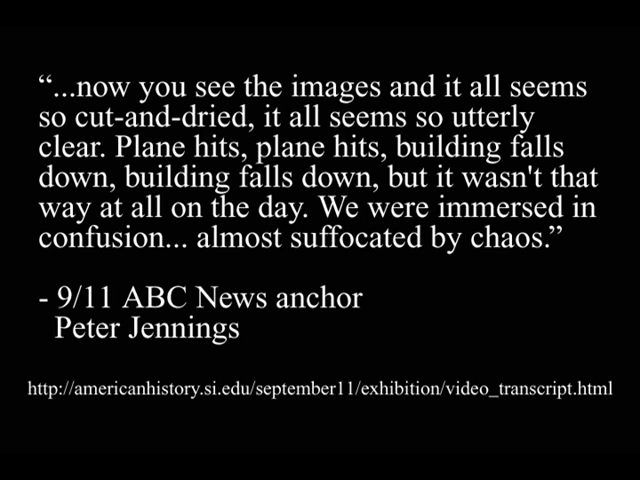 “...now you see the images and it all seems
so cut-and-dried, it all seems so utterly
clear. Plane hits, plane hits, building falls
down, building falls down, but it wasn't that
way at all on the day. We were immersed in
confusion... almost suffocated by chaos.”
- 9/11 ABC News anchor
Peter Jennings
http://americanhistory.si.edu/september11/exhibition/video_transcript.html